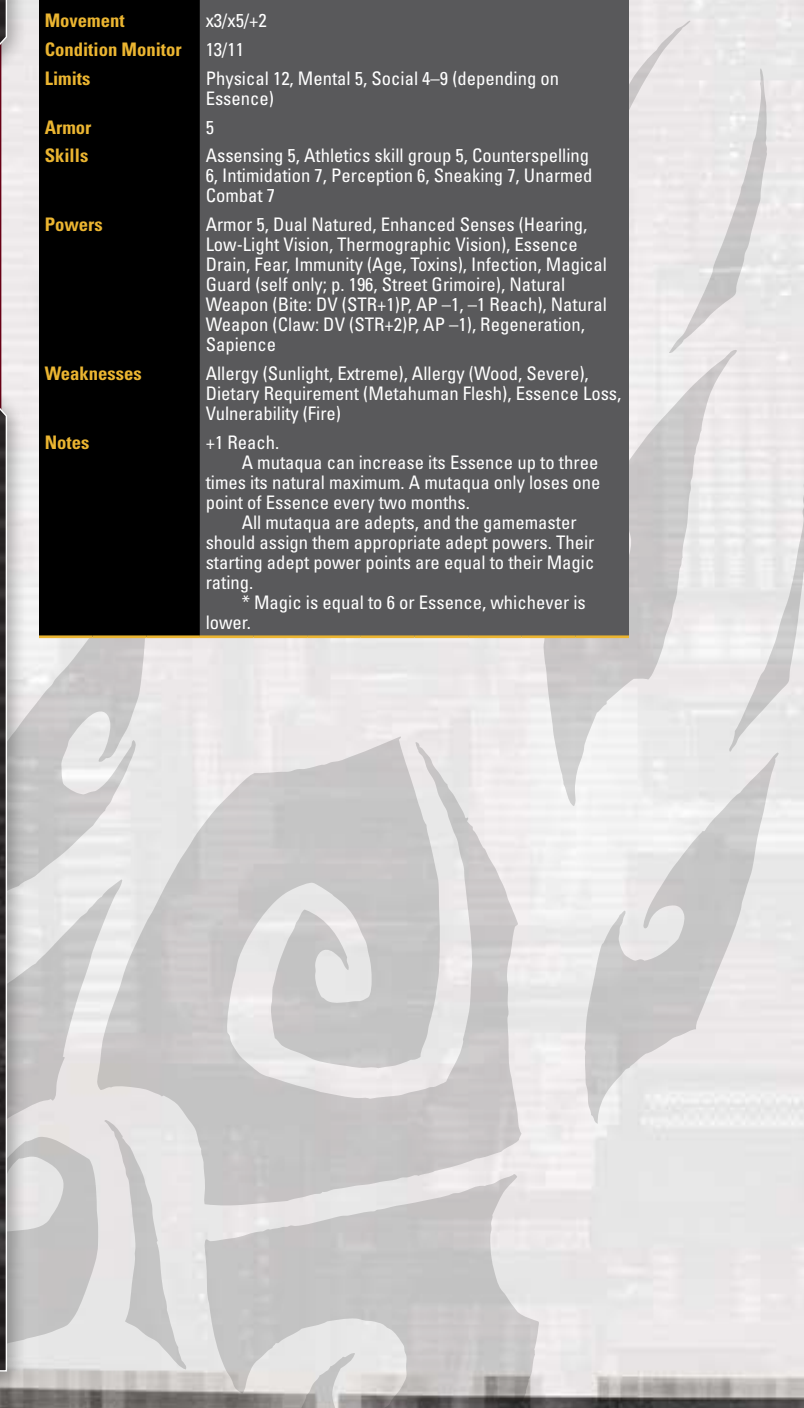 Movement x3/x5/+2
Condition Monitor 13/11
Limits Physical 12, Mental 5, Social 4–9 (depending on
Essence)
Armor 5
Skills Assensing 5, Athletics skill group 5, Counterspelling
6, Intimidation 7, Perception 6, Sneaking 7, Unarmed
Combat 7
Powers Armor 5, Dual Natured, Enhanced Senses (Hearing,
Low-Light Vision, Thermographic Vision), Essence
Drain, Fear, Immunity (Age, Toxins), Infection, Magical
Guard (self only; p. 196, Street Grimoire), Natural
Weapon (Bite: DV (STR+1)P, AP –1, –1 Reach), Natural
Weapon (Claw: DV (STR+2)P, AP –1), Regeneration,
Sapience
Weaknesses Allergy (Sunlight, Extreme), Allergy (Wood, Severe),
Dietary Requirement (Metahuman Flesh), Essence Loss,
Vulnerability (Fire)
Notes +1 Reach.
A mutaqua can increase its Essence up to three
times its natural maximum. A mutaqua only loses one
point of Essence every two months.
All mutaqua are adepts, and the gamemaster
should assign them appropriate adept powers. Their
starting adept power points are equal to their Magic
rating.
* Magic is equal to 6 or Essence, whichever is
lower.